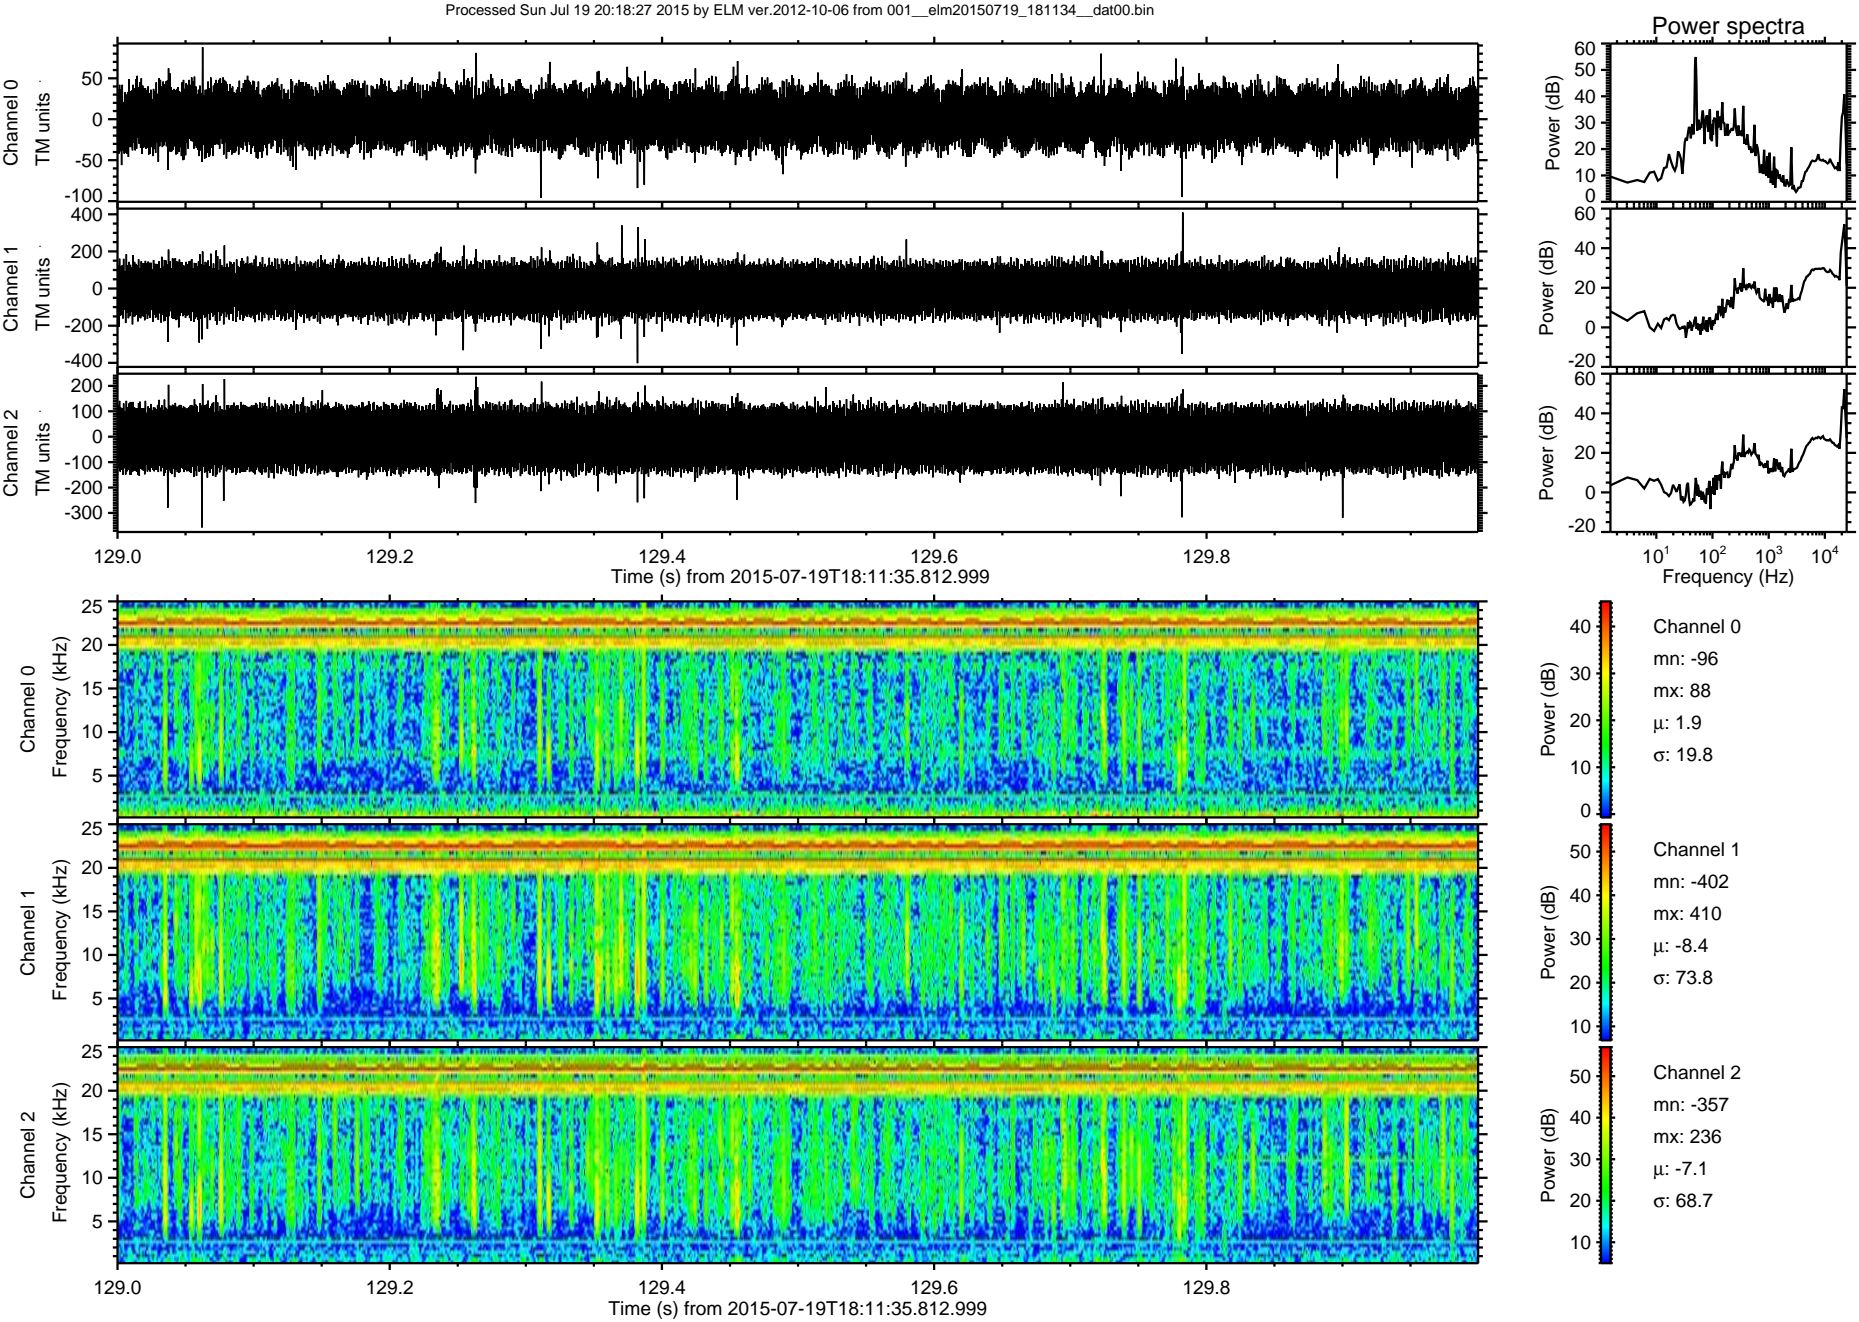 Processed Sun Jul 19 20:18:27 2015 by ELM ver.2012-10-06 from 001__elm20150719_181134__dat00.bin
Power spectra
Channel 0
TM units
50
0
-50
-100
Power (dB)
60
50
40
30
20
10
0
Channel 1
TM units
400
200
0
-200
-400
Power (dB)
60
40
20
0
-20
Channel 2
TM units
200
100
0
-100
-200
-300
Power (dB)
60
40
20
0
-20
129.0 129.2 129.4 129.6 129.8
Time (s) from 2015-07-19T18:11:35.812.999
10¹ 10² 10³ 10⁴
Frequency (Hz)
Channel 0
Frequency (kHz)
25
20
15
10
5
Power (dB)
40
30
20
10
0
Channel 0
mn: -96
mx: 88
μ: 1.9
σ: 19.8
Channel 1
Frequency (kHz)
25
20
15
10
5
Power (dB)
50
40
30
20
10
Channel 1
mn: -402
mx: 410
μ: -8.4
σ: 73.8
Channel 2
Frequency (kHz)
25
20
15
10
5
Power (dB)
50
40
30
20
10
Channel 2
mn: -357
mx: 236
μ: -7.1
σ: 68.7
129.0 129.2 129.4 129.6 129.8
Time (s) from 2015-07-19T18:11:35.812.999